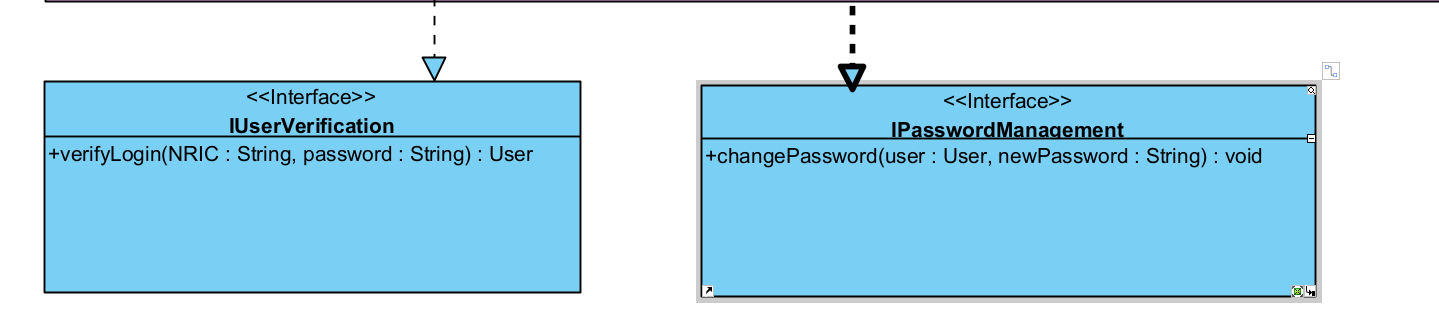 <<Interface>>
IUserVerification
+verifyLogin(NRIC : String, password : String) : User
<<Interface>>
IPasswordManagement
+changePassword(user : User, newPassword : String) : void